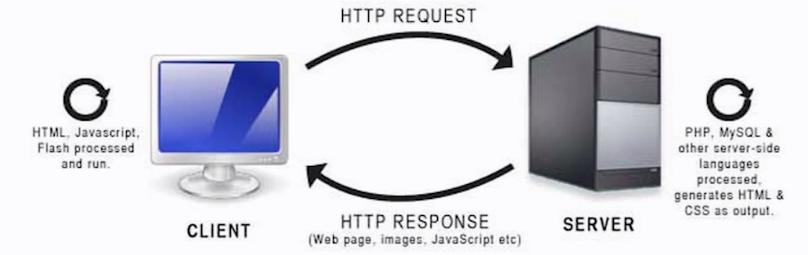 HTTP REQUEST
HTML, Javascript,
Flash processed
and run.
PHP, MySQL &
other server-side
languages
processed,
generates HTML &
CSS as output.
CLIENT
HTTP RESPONSE
(Web page, images, JavaScript etc)
SERVER